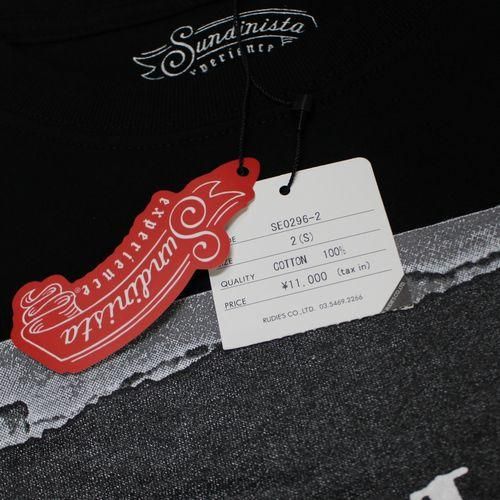 Sundinista
experience
Sundinista
experience
®
SE0296-2
2(S)
QUALITY COTTON 100%
PRICE ¥11,000 (tax in)
RUDIE'S CO.,LTD. 03.5469.2266